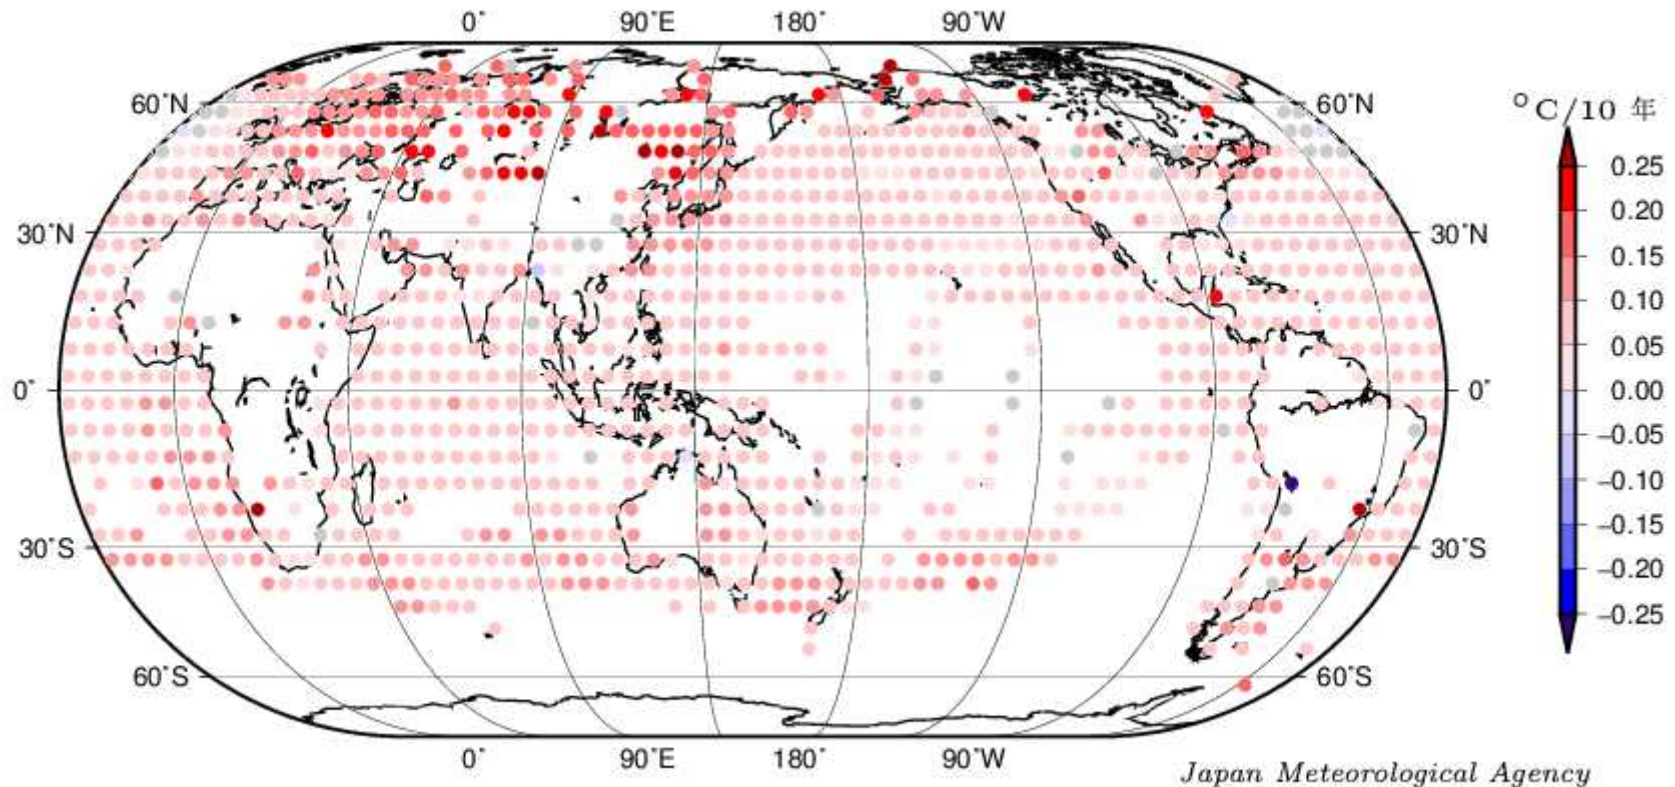 0° 90°E 180° 90°W
60°N 60°N
°C/10 年
0.25
0.20
30°N 30°N
0.15
0.10
0.05
0° 0° 0.00
−0.05
−0.10
−0.15
30°S 30°S
−0.20
−0.25
60°S 60°S
0° 90°E 180° 90°W
Japan Meteorological Agency